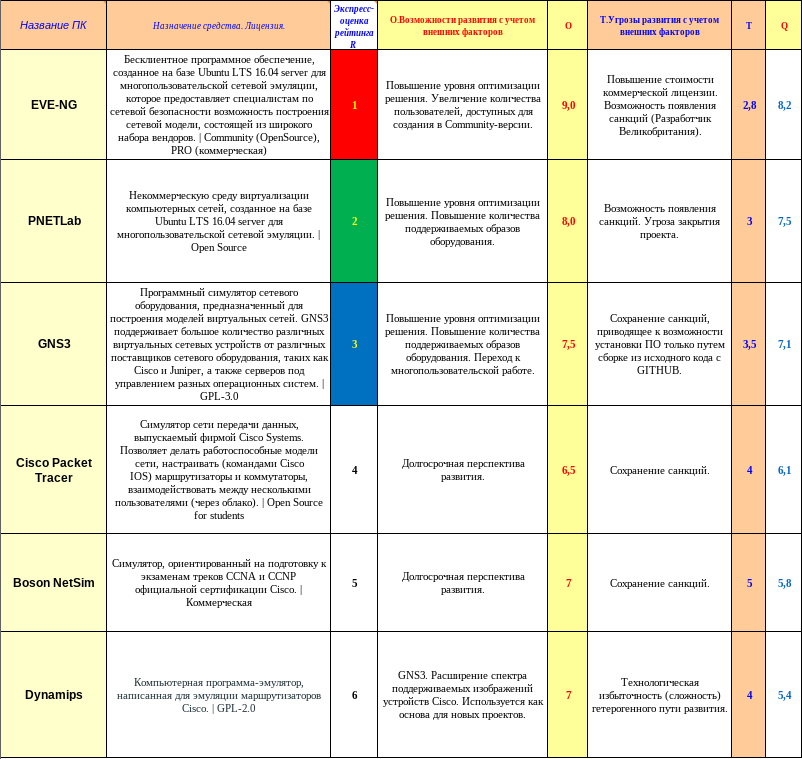 Название ПК
Назначение средства. Лицензия.
Экспресс-
оценка
рейтинга
R
О.Возможности развития с учетом
внешних факторов
О
Т.Угрозы развития с учетом
внешних факторов
Т
Q
EVE-NG
Бесклиентное программное обеспечение,
созданное на базе Ubuntu LTS 16.04 server для
многопользовательской сетевой эмуляции,
которое предоставляет специалистам по
сетевой безопасности возможность построения
сетевой модели, состоящей из широкого
набора вендоров. | Community (OpenSource),
PRO (коммерческая)
1
Повышение уровня оптимизации
решения. Увеличение количества
пользователей, доступных для
создания в Community-версии.
9,0
Повышение стоимости
коммерческой лицензии.
Возможность появления
санкций (Разработчик
Великобритания).
2,8
8,2
PNETLab
Некоммерческую среду виртуализации
компьютерных сетей, созданное на базе
Ubuntu LTS 16.04 server для
многопользовательской сетевой эмуляции. |
Open Source
2
Повышение уровня оптимизации
решения. Повышение количества
поддерживаемых образов
оборудования.
8,0
Возможность появления
санкций. Угроза закрытия
проекта.
3
7,5
GNS3
Программный симулятор сетевого
оборудования, предназначенный для
построения моделей виртуальных сетей. GNS3
поддерживает большое количество различных
виртуальных сетевых устройств от различных
поставщиков сетевого оборудования, таких как
Cisco и Juniper, а также серверов под
управлением разных операционных систем. |
GPL-3.0
3
Повышение уровня оптимизации
решения. Повышение количества
поддерживаемых образов
оборудования. Переход к
многопользовательской работе.
7,5
Сохранение санкций,
приводящее к возможности
установки ПО только путем
сборке из исходного кода с
GITHUB.
3,5
7,1
Cisco Packet
Tracer
Симулятор сети передачи данных,
выпускаемый фирмой Cisco Systems.
Позволяет делать работоспособные модели
сети, настраивать (командами Cisco
IOS) маршрутизаторы и коммутаторы,
взаимодействовать между несколькими
пользователями (через облако). | Open Source
for students
4
Долгосрочная перспектива
развития.
6,5
Сохранение санкций.
4
6,1
Boson NetSim
Симулятор, ориентированный на подготовку к
экзаменам треков CCNA и CCNP
официальной сертификации Cisco. |
Коммерческая
5
Долгосрочная перспектива
развития.
7
Сохранение санкций.
5
5,8
Dynamips
Компьютерная программа-эмулятор,
написанная для эмуляции маршрутизаторов
Cisco. | GPL-2.0
6
GNS3. Расширение спектра
поддерживаемых изображений
устройств Cisco. Используется как
основа для новых проектов.
7
Технологическая
избыточность (сложность)
гетерогенного пути развития.
4
5,4